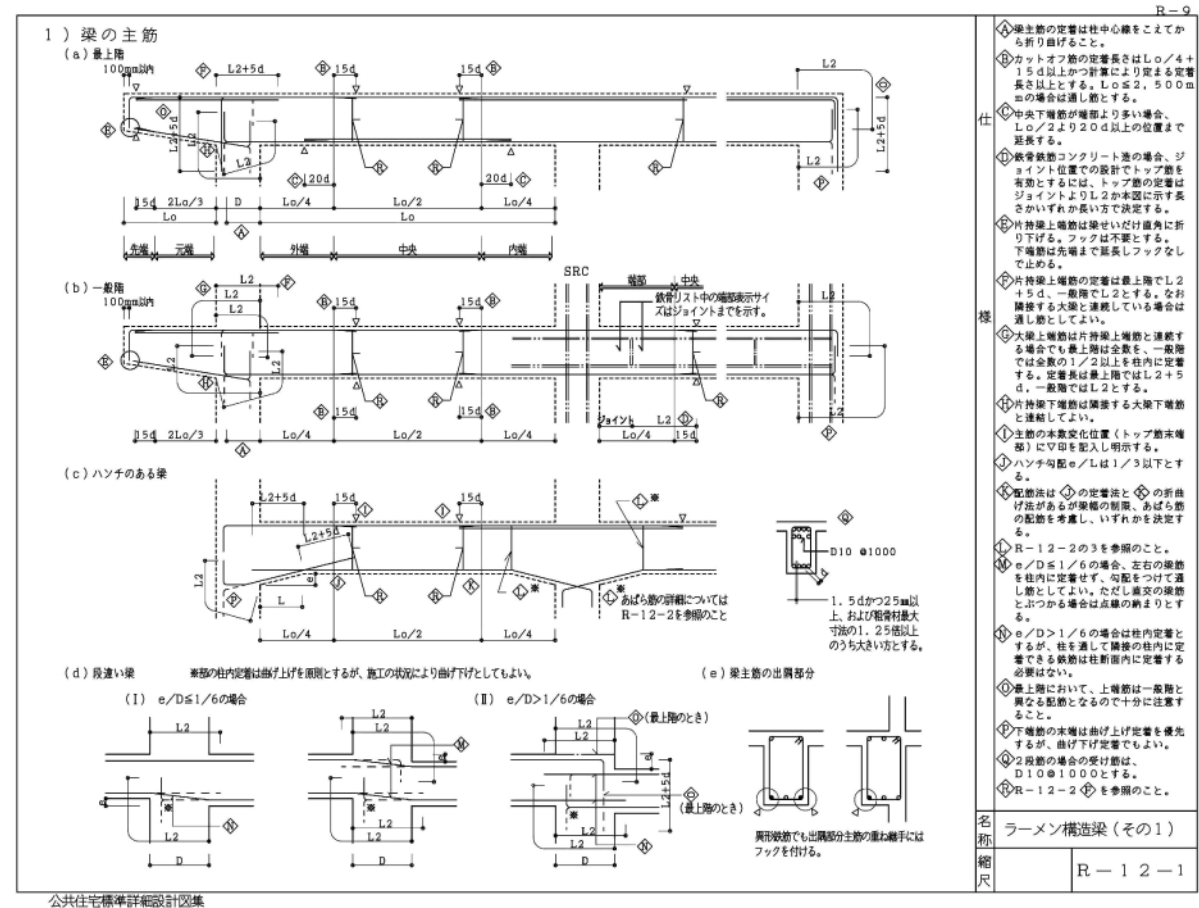 R-9
1)梁の主筋
(a)最上階
100mm以内
Ⓕ L2+5d
Ⓑ 15d
15d Ⓑ
L2
Ⓞ
Ⓓ
L2+5d
L2
Ⓔ
Ⓗ
L2
L2
L2+5d
Ⓡ Ⓡ Ⓡ
Ⓒ 20d
20d Ⓒ
Ⓟ
15d 2Lo/3 D Lo/4 Lo/2 Lo/4
Lo Ⓐ Lo
先端 元端 外端 中央 内端
(b)一般階
100mm以内
Ⓖ L2 Ⓕ
L2
L2
Ⓑ 15d
15d Ⓑ
SRC
端部 中央
鉄骨リスト中の端部表示サイ
ズはジョイントまでを示す。
L2
Ⓔ
L2
L2
Ⓗ
Ⓡ Ⓡ Ⓡ
Ⓑ 15d
15d Ⓑ
ジョイント L2 Ⓓ
L2
Ⓟ
15d 2Lo/3 Lo/4 Lo/2 Lo/4 Lo/4 15d
Ⓐ
(c)ハンチのある梁
L2+5d
15d Ⓘ
15d Ⓘ
Ⓛ※
L2+5d
L2
Ⓟ
e
Ⓙ Ⓚ Ⓛ※
L
Ⓛ あばら筋の詳細については
R-12-2を参照のこと
Lo/4 Lo/2 Lo/4
Ⓠ
D10 @1000
d
1.5dかつ25㎜以
上、および粗骨材最大
寸法の1.25倍以上
のうち大きい方とする。
(d)段違い梁
※部の柱内定着は曲げ上げを原則とするが、施工の状況により曲げ下げとしてもよい。
(e)梁主筋の出隅部分
(Ⅰ) e/D≦1/6の場合
(Ⅱ) e/D>1/6の場合
L2
L2
L2
Ⓜ
e
e
※
※
L2
L2
Ⓝ
D
D
L2
L2
Ⓞ(最上階のとき)
e
L2+5d
Ⓞ
(最上階のとき)
※
L2
L2
Ⓝ
D
異形鉄筋でも出隅部分主筋の重ね継手には
フックを付ける。
仕
様
Ⓐ梁主筋の定着は柱中心線をこえてか
ら折り曲げること。
Ⓑカットオフ筋の定着長さはLo/4+
15d以上かつ計算により定まる定着
長さ以上とする。Lo≦2,500m
mの場合は通し筋とする。
Ⓒ中央下端筋が端部より多い場合、
Lo/2より20d以上の位置まで
延長する。
Ⓓ鉄骨鉄筋コンクリート造の場合、ジ
ョイント位置での設計でトップ筋を
有効とするには、トップ筋の定着は
ジョイントよりL2か本図に示す長
さかいずれか長い方で決定する。
Ⓔ片持梁上端筋は梁せいだけ直角に折
り下げる。フックは不要とする。
下端筋は先端まで延長しフックなし
で止める。
Ⓕ片持梁上端筋の定着は最上階でL2
+5d、一般階でL2とする。なお
隣接する大梁と連続している場合は
通し筋としてよい。
Ⓖ大梁上端筋は片持梁上端筋と連続す
る場合でも最上階は全数を、一般階
では全数の1/2以上を柱内に定着
する。定着長は最上階ではL2+5
d、一般階ではL2とする。
Ⓗ片持梁下端筋は隣接する大梁下端筋
と連結してよい。
Ⓘ主筋の本数変化位置(トップ筋末端
部)に▽印を記入し明示する。
Ⓙハンチ勾配e/Lは1/3以下とす
る。
Ⓚ配筋法はⒿの定着法とⓀの折曲
げ法があるが梁幅の制限、あばら筋
の配筋を考慮し、いずれかを決定す
る。
ⓁR-12-2の3を参照のこと。
Ⓜe/D≦1/6の場合、左右の梁筋
を柱内に定着せず、勾配をつけて通
し筋としてよい。ただし直交の梁筋
とぶつかる場合は点線の納まりとす
る。
Ⓝe/D>1/6の場合は柱内定着と
するが、柱を通して隣接の柱内に定
着できる鉄筋は柱断面内に定着する
必要はない。
Ⓞ最上階において、上端筋は一般階と
異なる配筋となるので十分に注意す
ること。
Ⓟ下端筋の末端は曲げ上げ定着を優先
するが、曲げ下げ定着でもよい。
Ⓠ2段筋の場合の受け筋は、
D10@1000とする。
ⓇR-12-2Ⓟを参照のこと。
名称 ラーメン構造梁(その1)
縮尺 R-12-1
公共住宅標準詳細設計図集